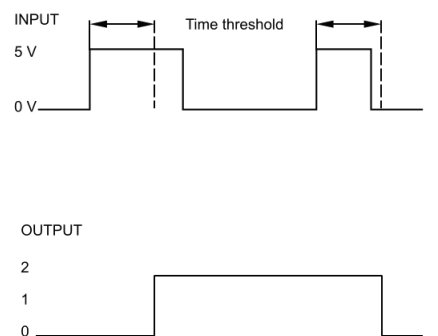 INPUT
Time threshold
5 V
0 V
OUTPUT
2
1
0